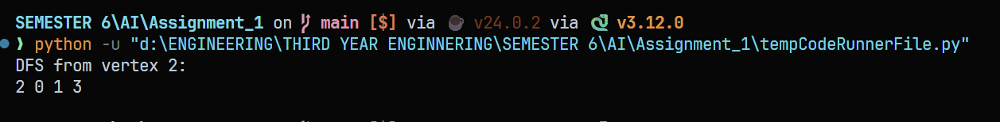 SEMESTER 6\AI\Assignment_1 on main [$] via v24.0.2 via v3.12.0
❯ python -u "d:\ENGINEERING\THIRD YEAR ENGINNERING\SEMESTER 6\AI\Assignment_1\tempCodeRunnerFile.py"
DFS from vertex 2:
2 0 1 3